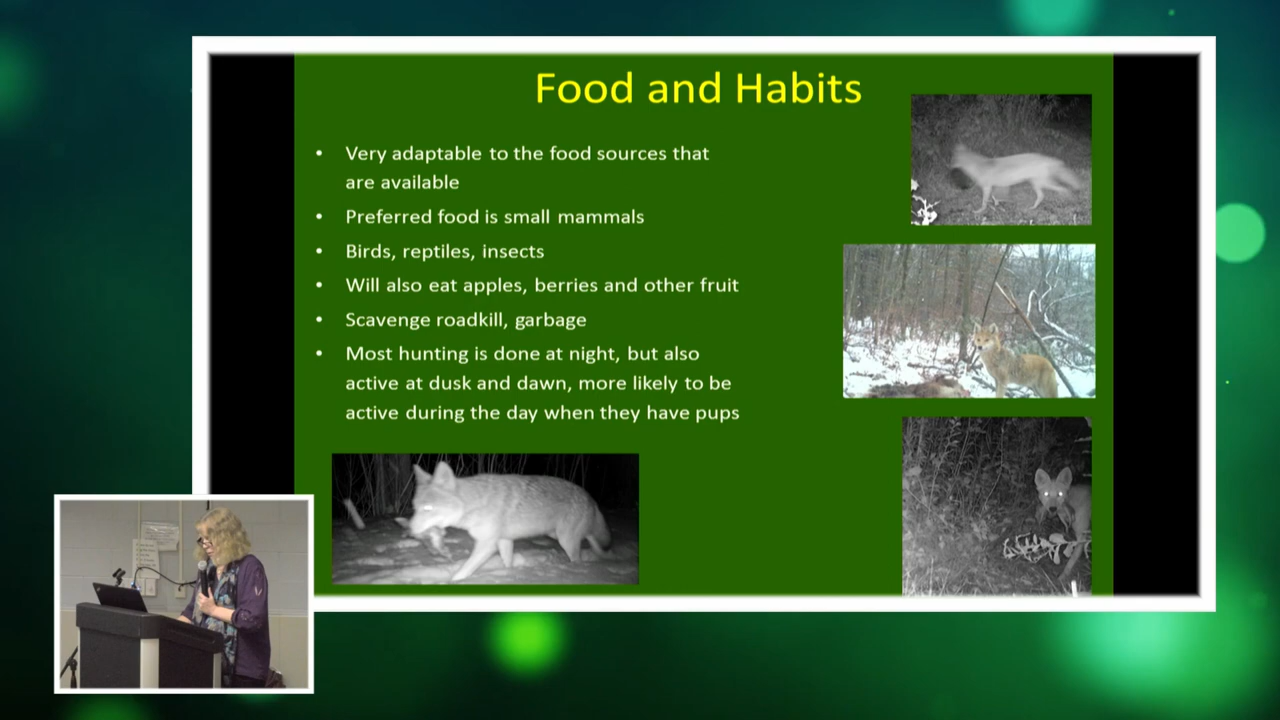 Food and Habits
• Very adaptable to the food sources that
are available
• Preferred food is small mammals
• Birds, reptiles, insects
• Will also eat apples, berries and other fruit
• Scavenge roadkill, garbage
• Most hunting is done at night, but also
active at dusk and dawn, more likely to be
active during the day when they have pups